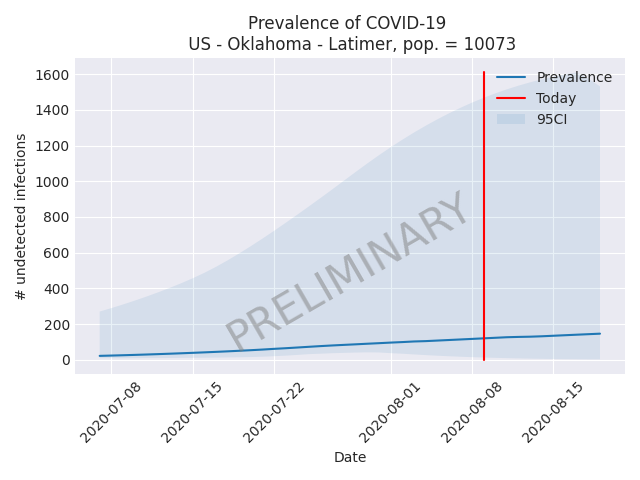 Prevalence of COVID-19
US - Oklahoma - Latimer, pop. = 10073
Prevalence
Today
95CI
PRELIMINARY
# undetected infections
1600
1400
1200
1000
800
600
400
200
0
2020-07-08
2020-07-15
2020-07-22
2020-08-01
2020-08-08
2020-08-15
Date